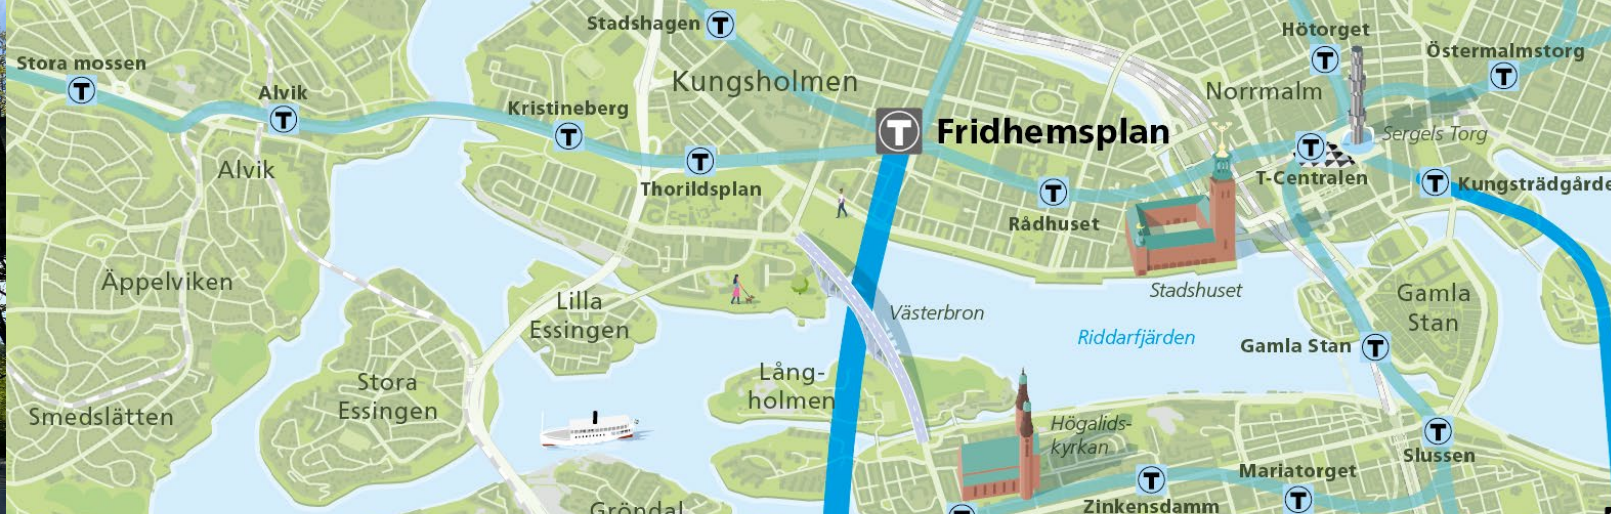 Stadshagen T
Hötorget
T
Östermalmstorg
T
Stora mossen
T
Kungsholmen
Alvik
T
Norrmalm
Kristineberg
T
T Fridhemsplan
Sergels Torg
T
T-Centralen
T
Thorildsplan
Alvik
T
Rådhuset
T Kungsträdgårde
Äppelviken
Lilla
Essingen
Stadshuset
Gamla
Stan
Västerbron
Riddarfjärden
Gamla Stan T
Stora
Essingen
Lång-
holmen
Smedslätten
Högalids-
kyrkan
T
Slussen
Mariatorget
T
T
Zinkensdamm
Gröndal